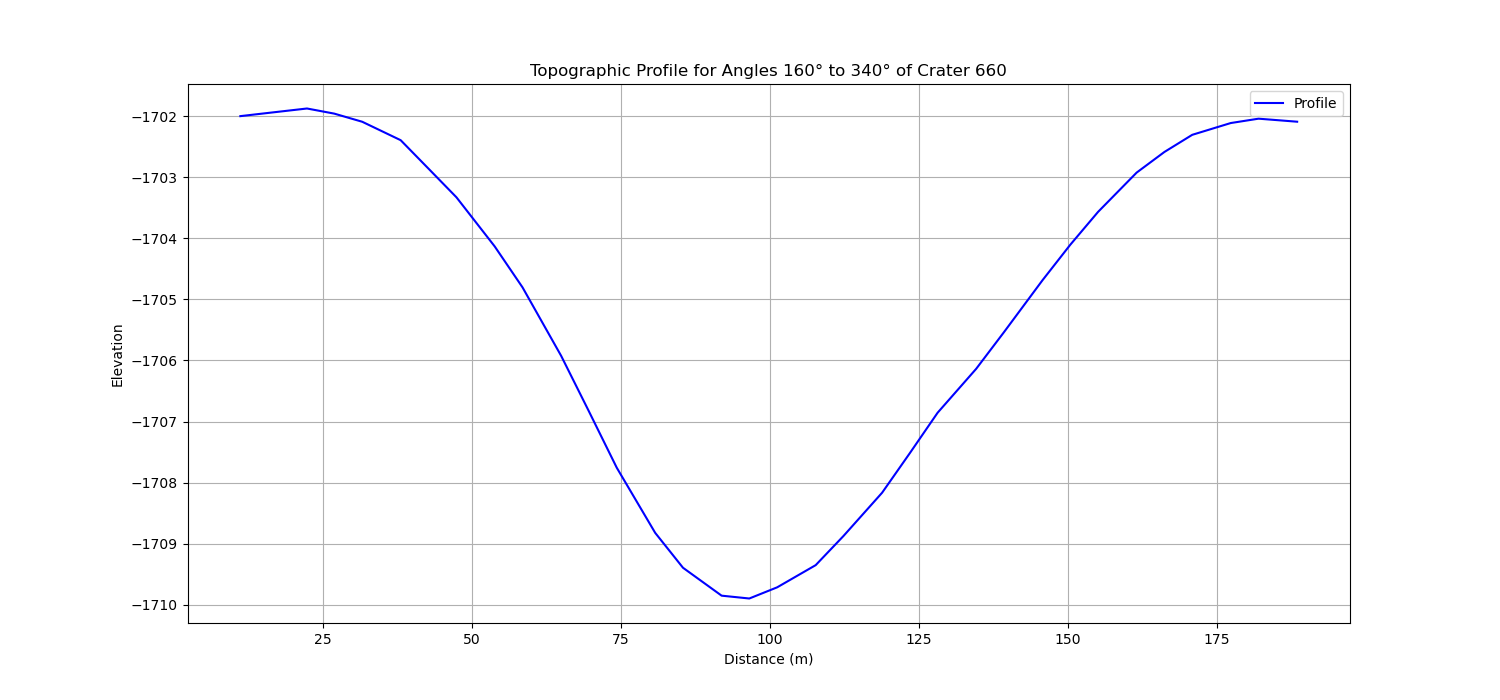 Topographic Profile for Angles 160° to 340° of Crater 660
Profile
Elevation
−1702
−1703
−1704
−1705
−1706
−1707
−1708
−1709
−1710
25 50 75 100 125 150 175
Distance (m)